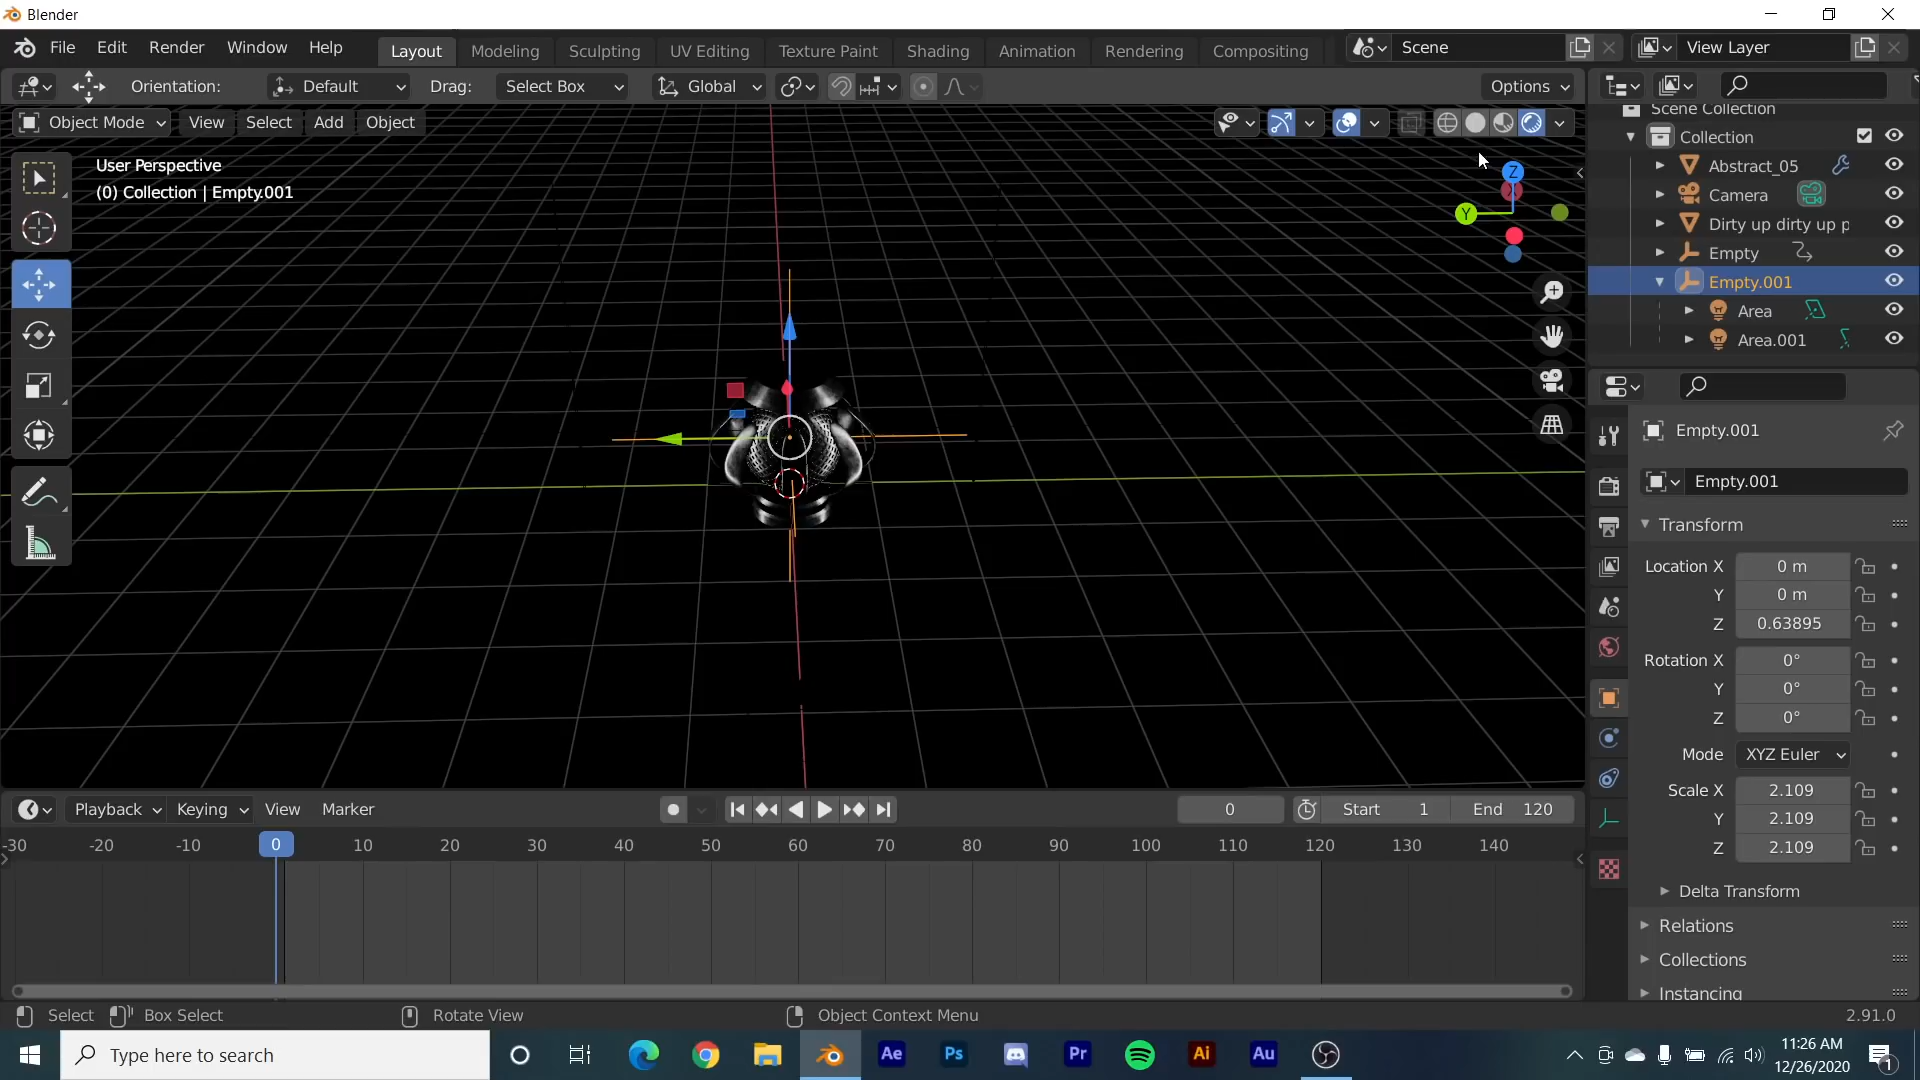 Blender
File Edit Render Window Help
Layout Modeling Sculpting UV Editing Texture Paint Shading Animation Rendering Compositing
Scene
View Layer
Orientation: Default Drag: Select Box Global Options
Object Mode View Select Add Object
User Perspective
(0) Collection | Empty.001
Z
Y
Scene Collection
Collection
Abstract_05
Camera
Dirty up dirty up p
Empty
Empty.001
Area
Area.001
Empty.001
Empty.001
Transform
Location X 0 m
Y 0 m
Z 0.63895
Rotation X 0°
Y 0°
Z 0°
Mode XYZ Euler
Scale X 2.109
Y 2.109
Z 2.109
Delta Transform
Relations
Collections
Instancing
Playback Keying View Marker
0 Start 1 End 120
-30 -20 -10 0 10 20 30 40 50 60 70 80 90 100 110 120 130 140
Select Box Select Rotate View Object Context Menu 2.91.0
Type here to search
Ae Ps Pr Ai Au
11:26 AM
12/26/2020
1